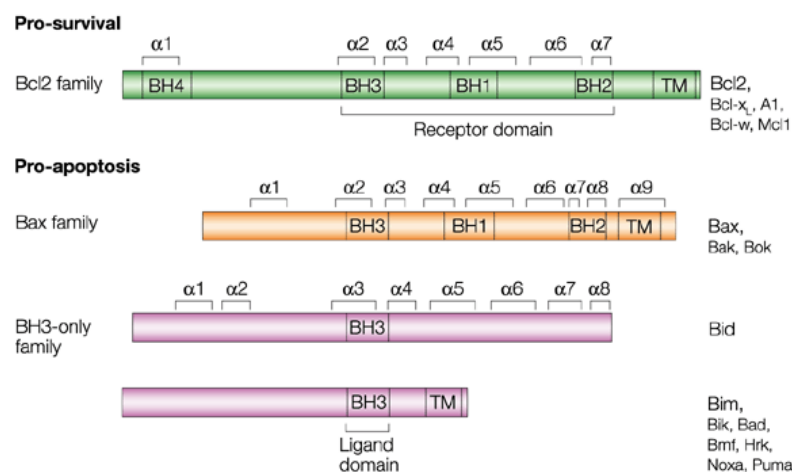 Pro-survival
α1 α2 α3 α4 α5 α6 α7
Bcl2 family BH4 BH3 BH1 BH2 TM Bcl2,
Bcl-xL, A1,
Bcl-w, Mcl1
Receptor domain
Pro-apoptosis
α1 α2 α3 α4 α5 α6 α7 α8 α9
Bax family BH3 BH1 BH2 TM Bax,
Bak, Bok
α1 α2 α3 α4 α5 α6 α7 α8
BH3-only
family
BH3 Bid
BH3 TM Bim,
Bik, Bad,
Bmf, Hrk,
Noxa, Puma
Ligand
domain